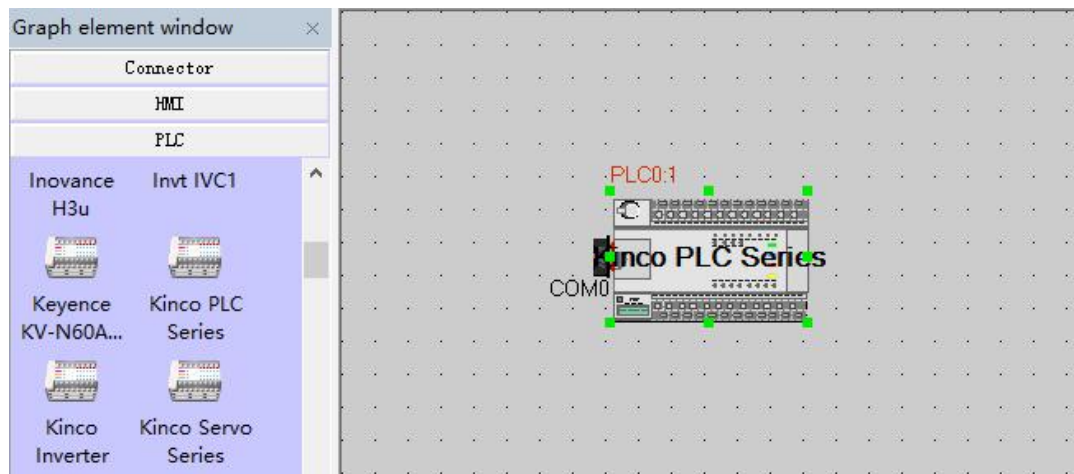 Graph element window
Connector
HMI
PLC
Inovance
H3u
Invt IVC1
Keyence
KV-N60A...
Kinco PLC
Series
Kinco
Inverter
Kinco Servo
Series
PLC0:1
Kinco PLC Series
COM0